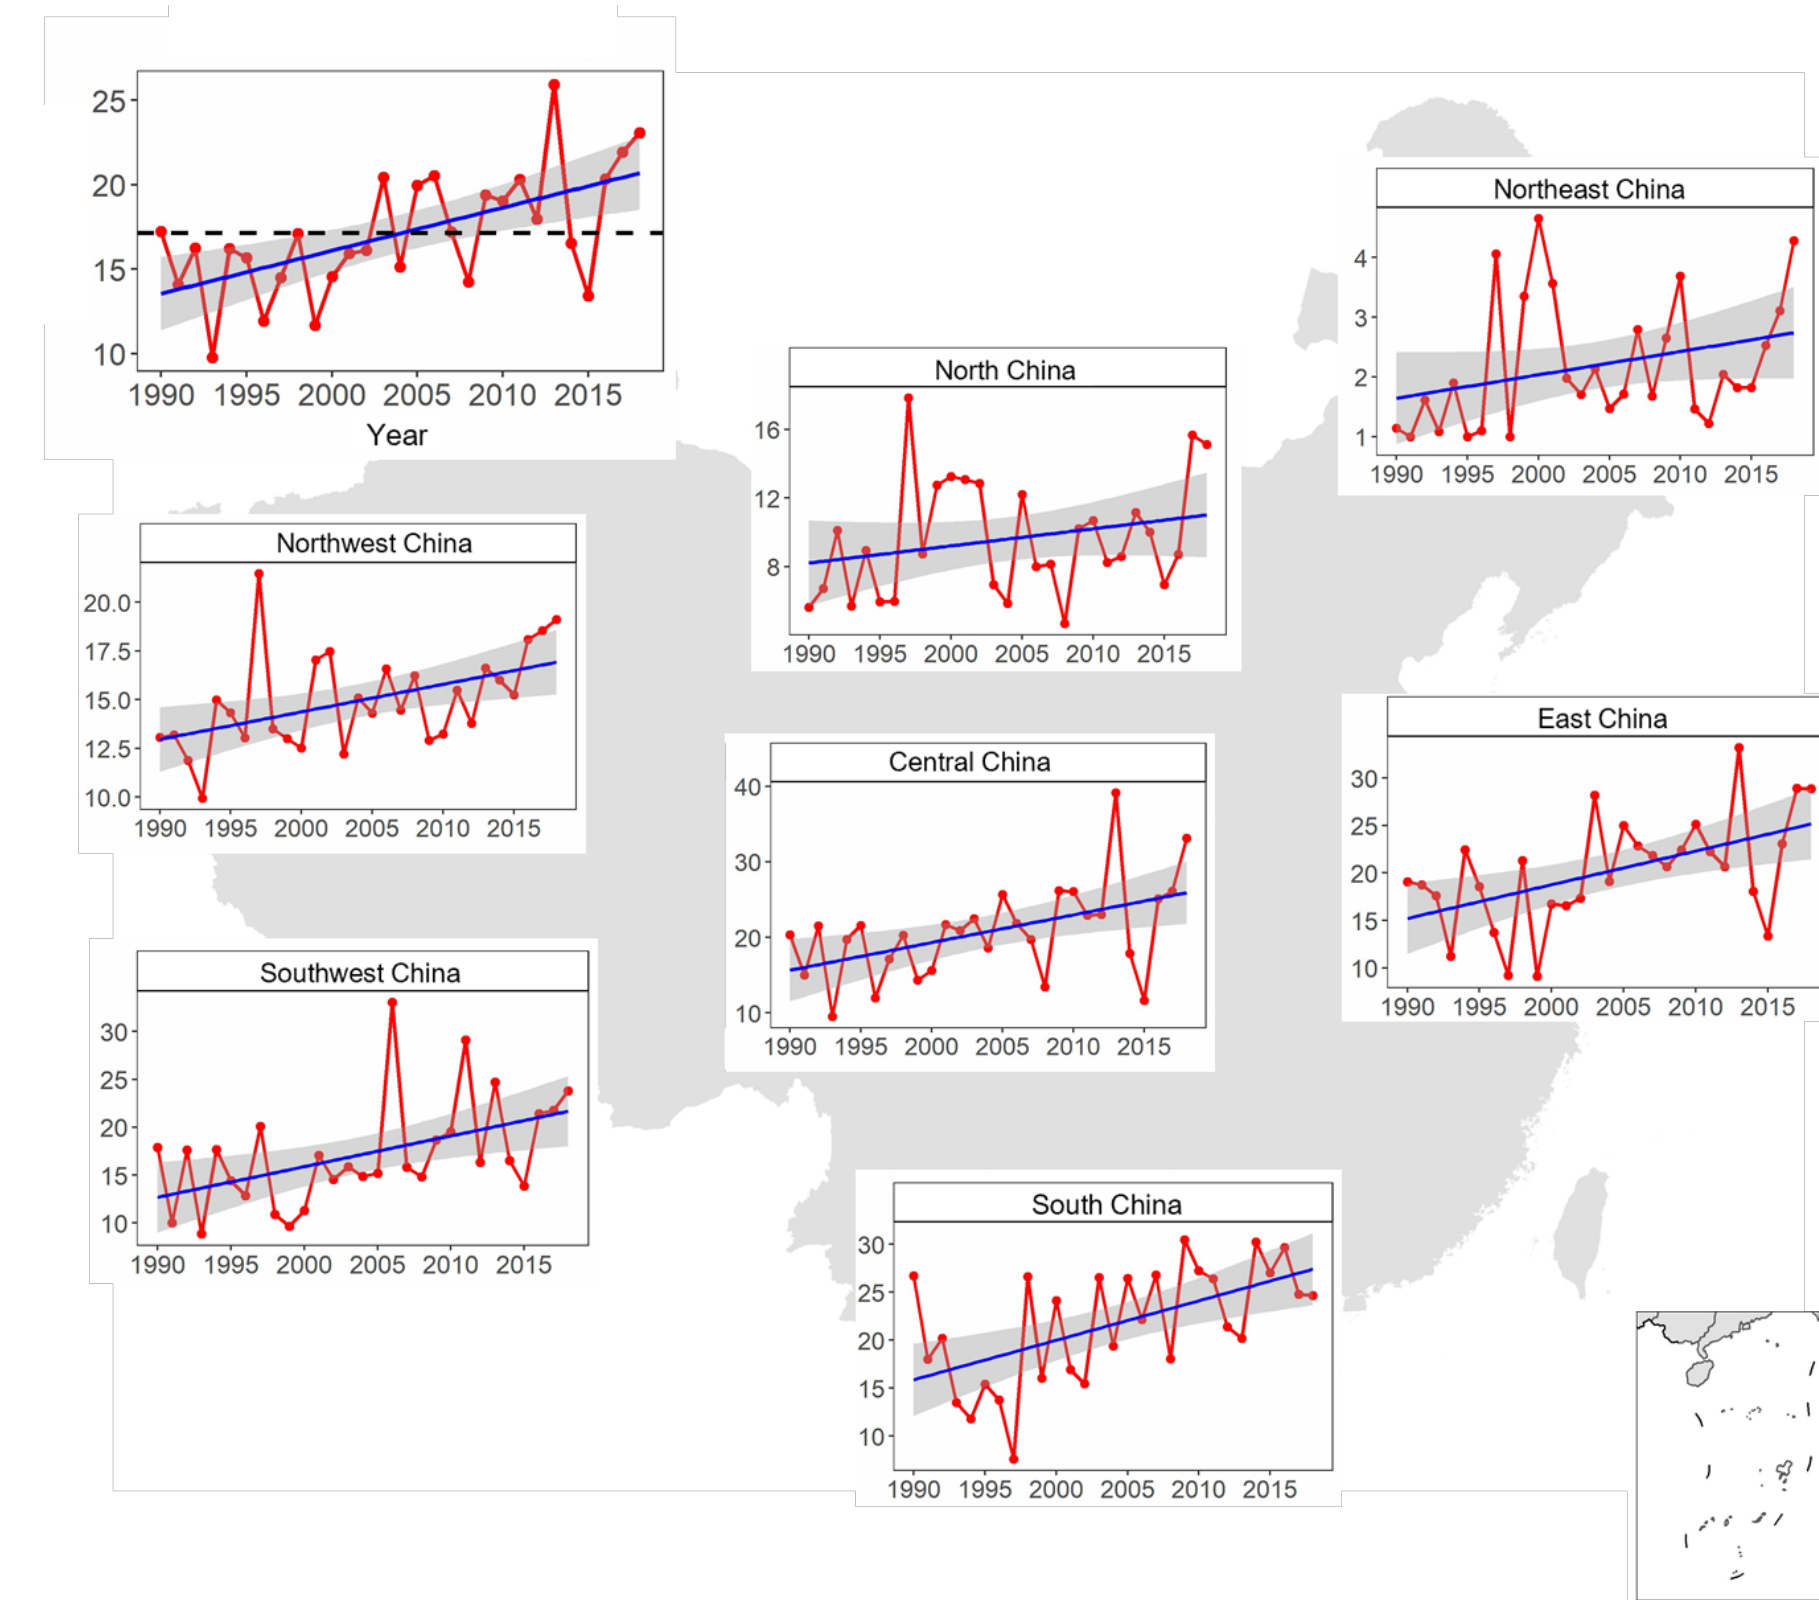 25
20
15
10
1990 1995 2000 2005 2010 2015
Year
Northeast China
4
3
2
1
1990 1995 2000 2005 2010 2015
North China
16
12
8
1990 1995 2000 2005 2010 2015
Northwest China
20.0
17.5
15.0
12.5
10.0
1990 1995 2000 2005 2010 2015
East China
30
25
20
15
10
1990 1995 2000 2005 2010 2015
Central China
40
30
20
10
1990 1995 2000 2005 2010 2015
Southwest China
30
25
20
15
10
1990 1995 2000 2005 2010 2015
South China
30
25
20
15
10
1990 1995 2000 2005 2010 2015